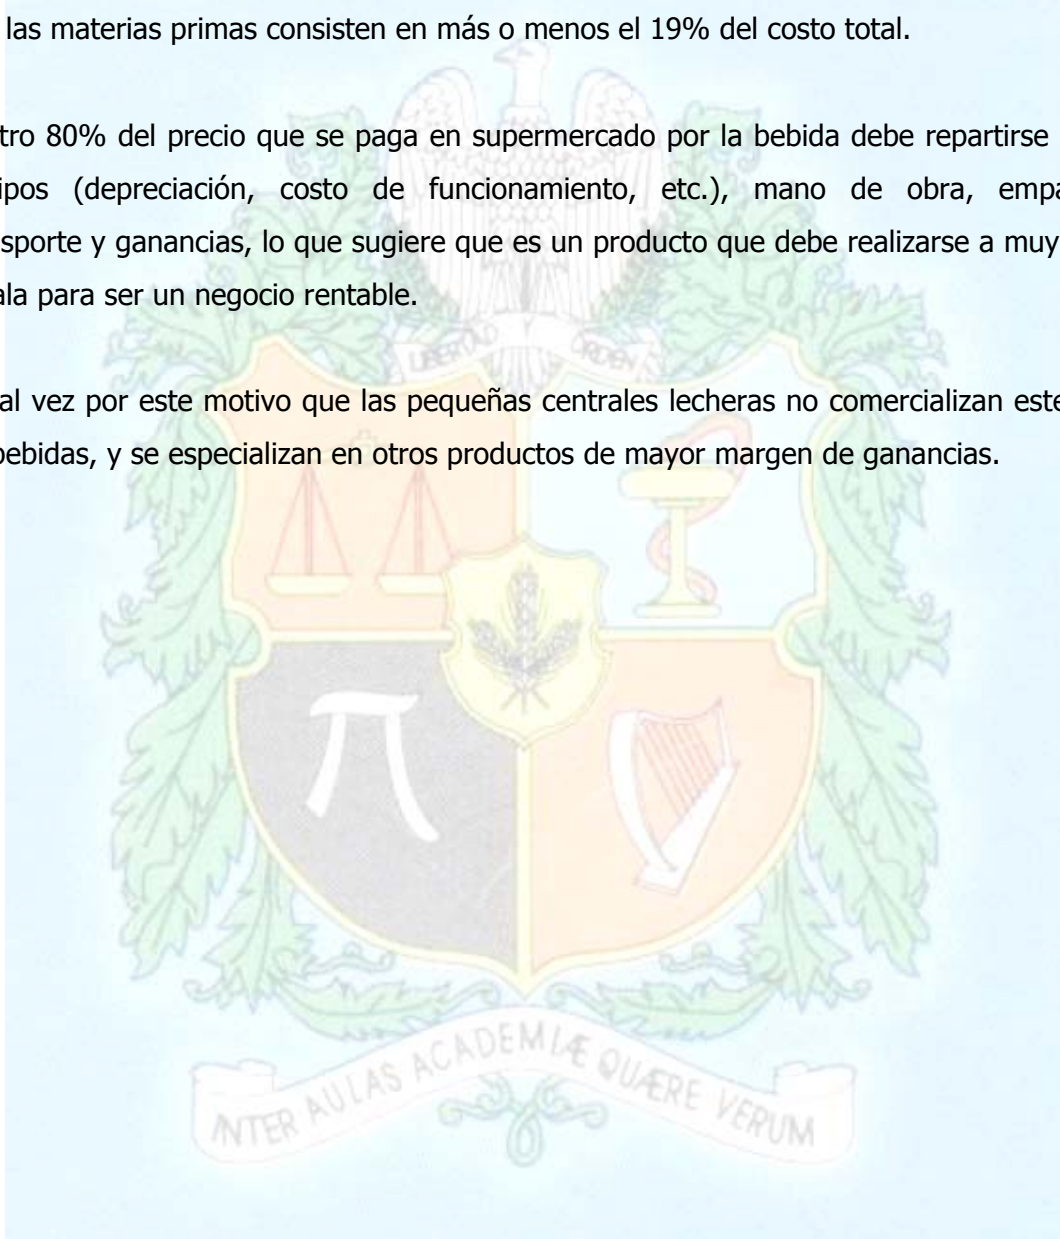 las materias primas consisten en más o menos el 19% del costo total.
tro 80% del precio que se paga en supermercado por la bebida debe repartirse
ipos (depreciación, costo de funcionamiento, etc.), mano de obra, empa
sporte y ganancias, lo que sugiere que es un producto que debe realizarse a muy
ala para ser un negocio rentable.
al vez por este motivo que las pequeñas centrales lecheras no comercializan este
bebidas, y se especializan en otros productos de mayor margen de ganancias.
LIBERTAD ORDEN
INTER AULAS ACADEMIÆ QUÆRE VERUM